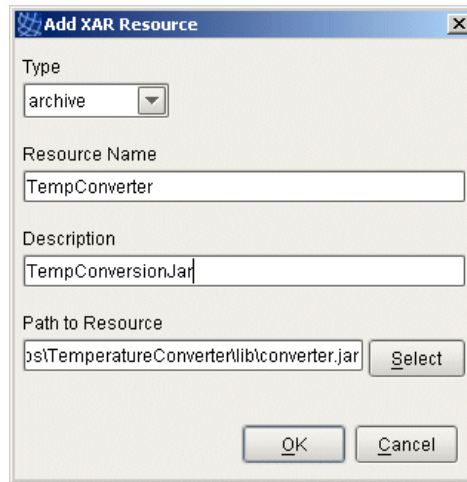 Add XAR Resource
Type
archive
Resource Name
TempConverter
Description
TempConversionJar
Path to Resource
os\TemperatureConverter\lib\converter.jar
Select
OK Cancel